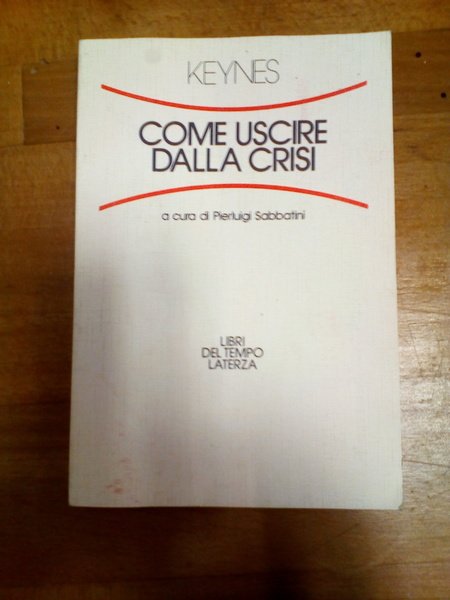 KEYNES
COME USCIRE
DALLA CRISI
a cura di Pierluigi Sabbatini
LIBRI
DEL TEMPO
LATERZA